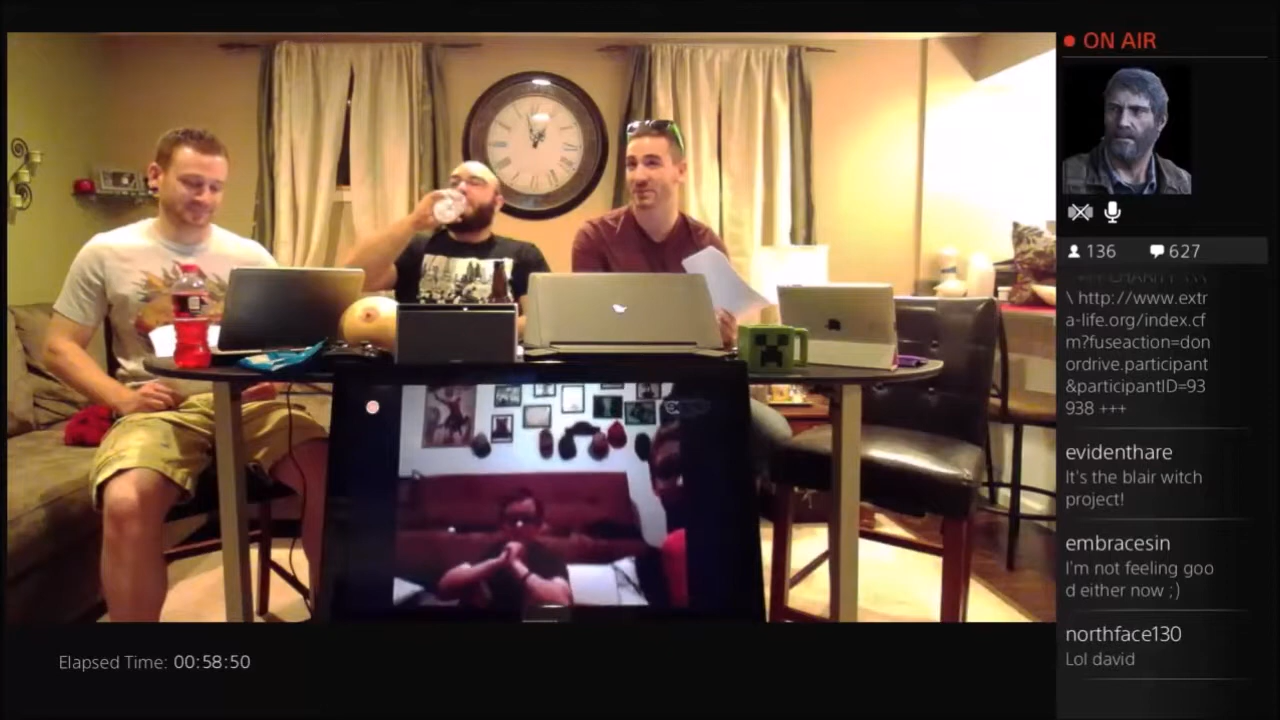 ON AIR
136 627
\ http://www.extr
a-life.org/index.cf
m?fuseaction=don
ordrive.participant
&participantID=93
938 +++
evidenthare
It's the blair witch
project!
embracesin
I'm not feeling goo
d either now ;)
northface130
Lol david
Elapsed Time: 00:58:50